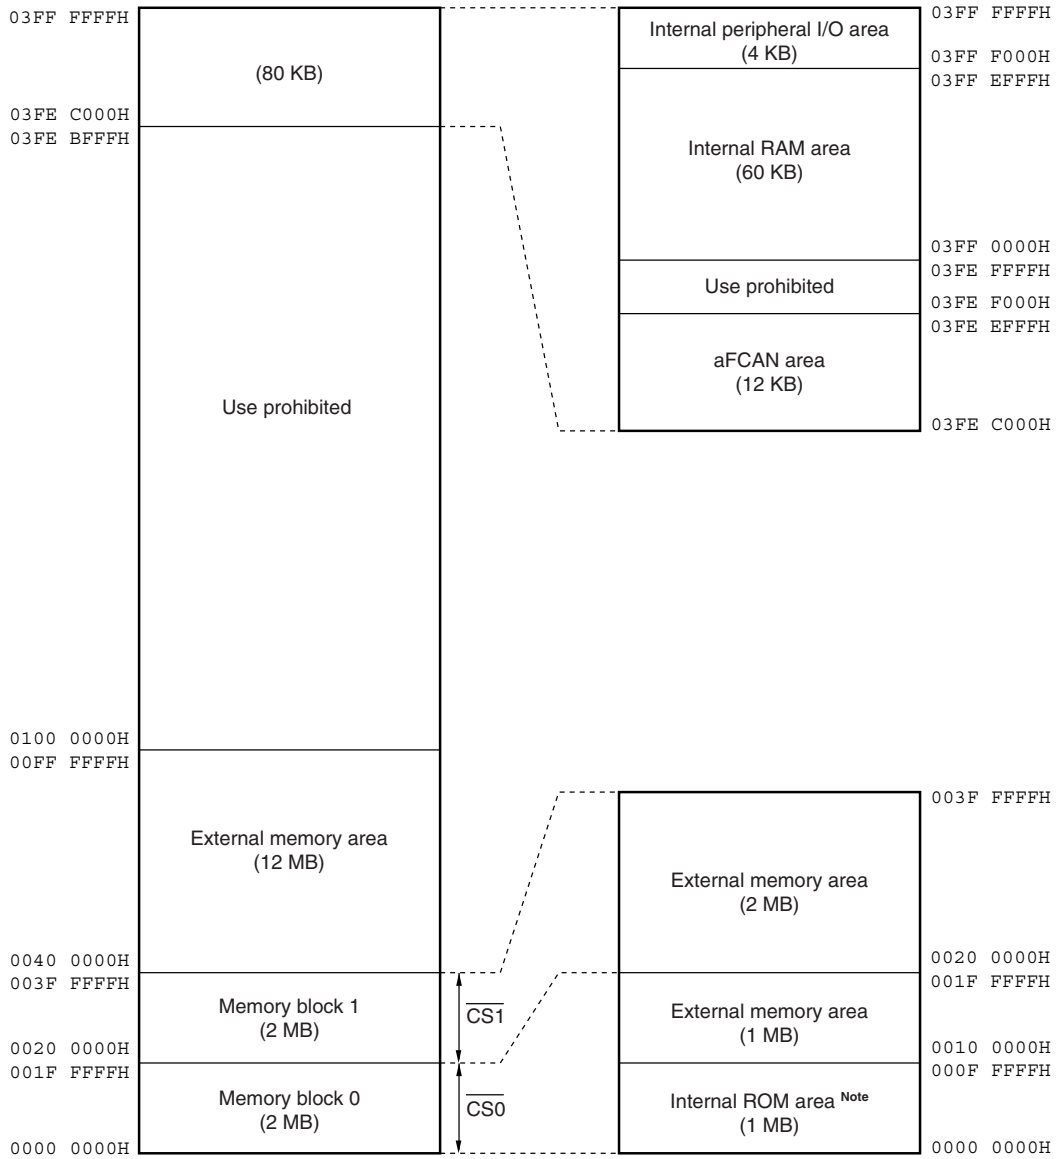 03FF FFFFH
(80 KB)
03FE C000H
03FE BFFFH
Use prohibited
0100 0000H
00FF FFFFH
External memory area
(12 MB)
0040 0000H
003F FFFFH
Memory block 1
(2 MB)
CS1
0020 0000H
001F FFFFH
Memory block 0
(2 MB)
CS0
0000 0000H
Internal peripheral I/O area
(4 KB)
03FF FFFFH
03FF F000H
03FF EFFFH
Internal RAM area
(60 KB)
03FF 0000H
03FE FFFFH
Use prohibited
03FE F000H
03FE EFFFH
aFCAN area
(12 KB)
03FE C000H
003F FFFFH
External memory area
(2 MB)
0020 0000H
001F FFFFH
External memory area
(1 MB)
0010 0000H
000F FFFFH
Internal ROM area Note
(1 MB)
0000 0000H